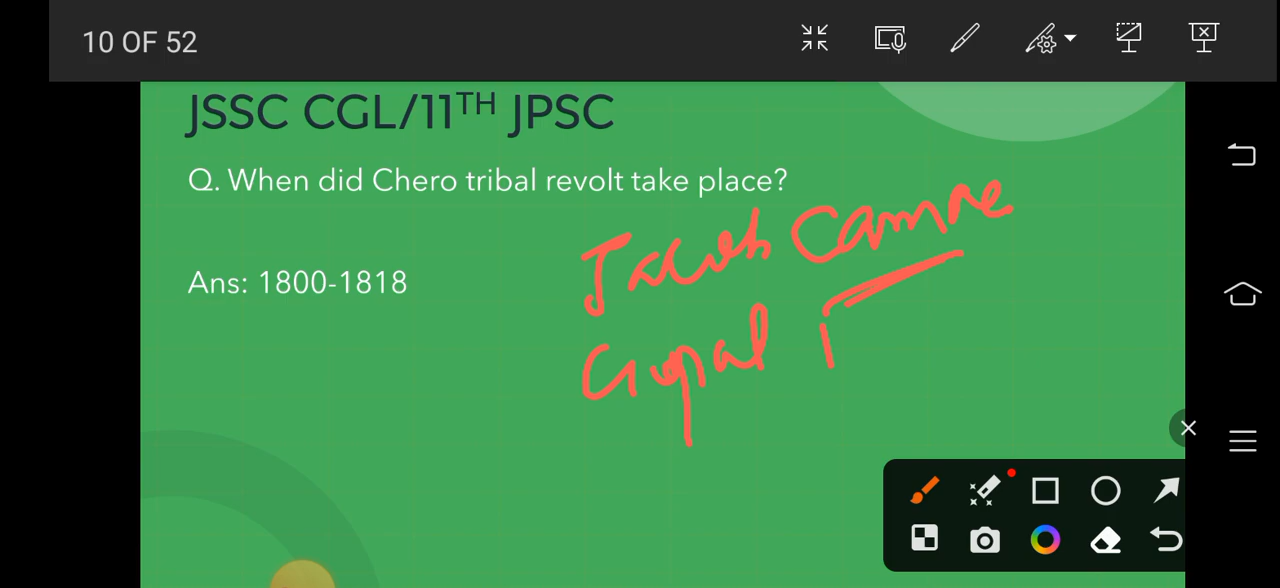 10 OF 52
JSSC CGL/11TH JPSC
Q. When did Chero tribal revolt take place?
Jacob Camac
Ans: 1800-1818
Gopal